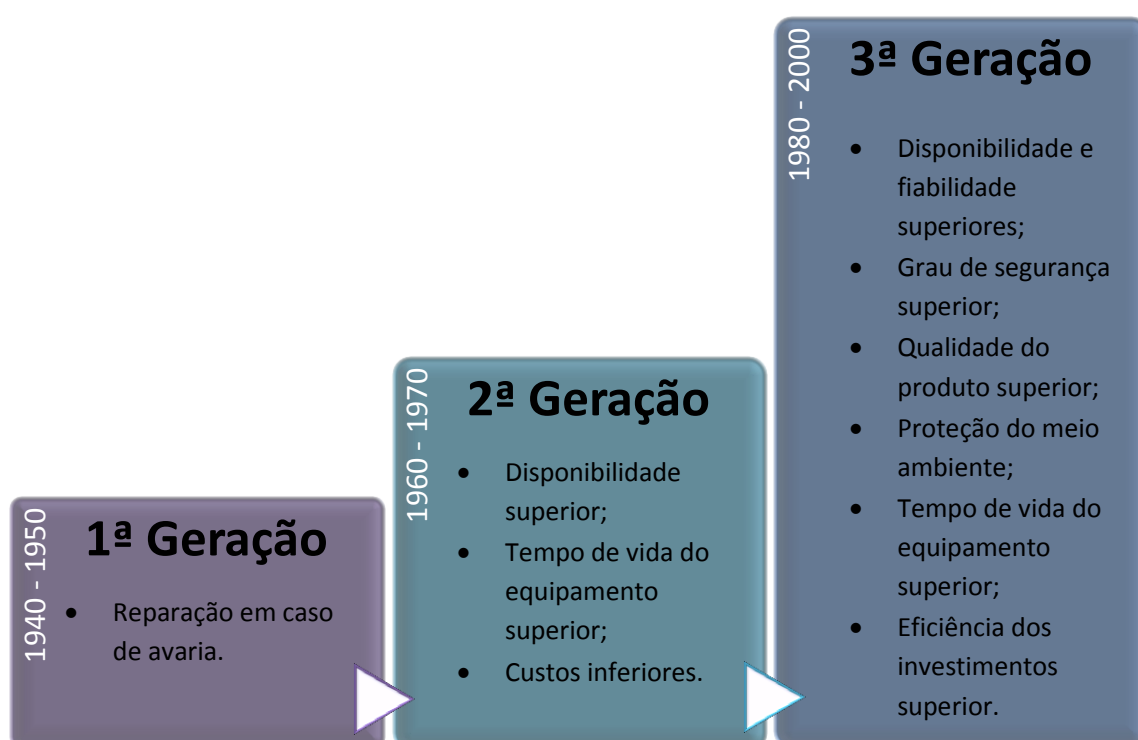 1940 - 1950
1ª Geração
• Reparação em caso
de avaria.
1960 - 1970
2ª Geração
• Disponibilidade
superior;
• Tempo de vida do
equipamento
superior;
• Custos inferiores.
1980 - 2000
3ª Geração
• Disponibilidade e
fiabilidade
superiores;
• Grau de segurança
superior;
• Qualidade do
produto superior;
• Proteção do meio
ambiente;
• Tempo de vida do
equipamento
superior;
• Eficiência dos
investimentos
superior.